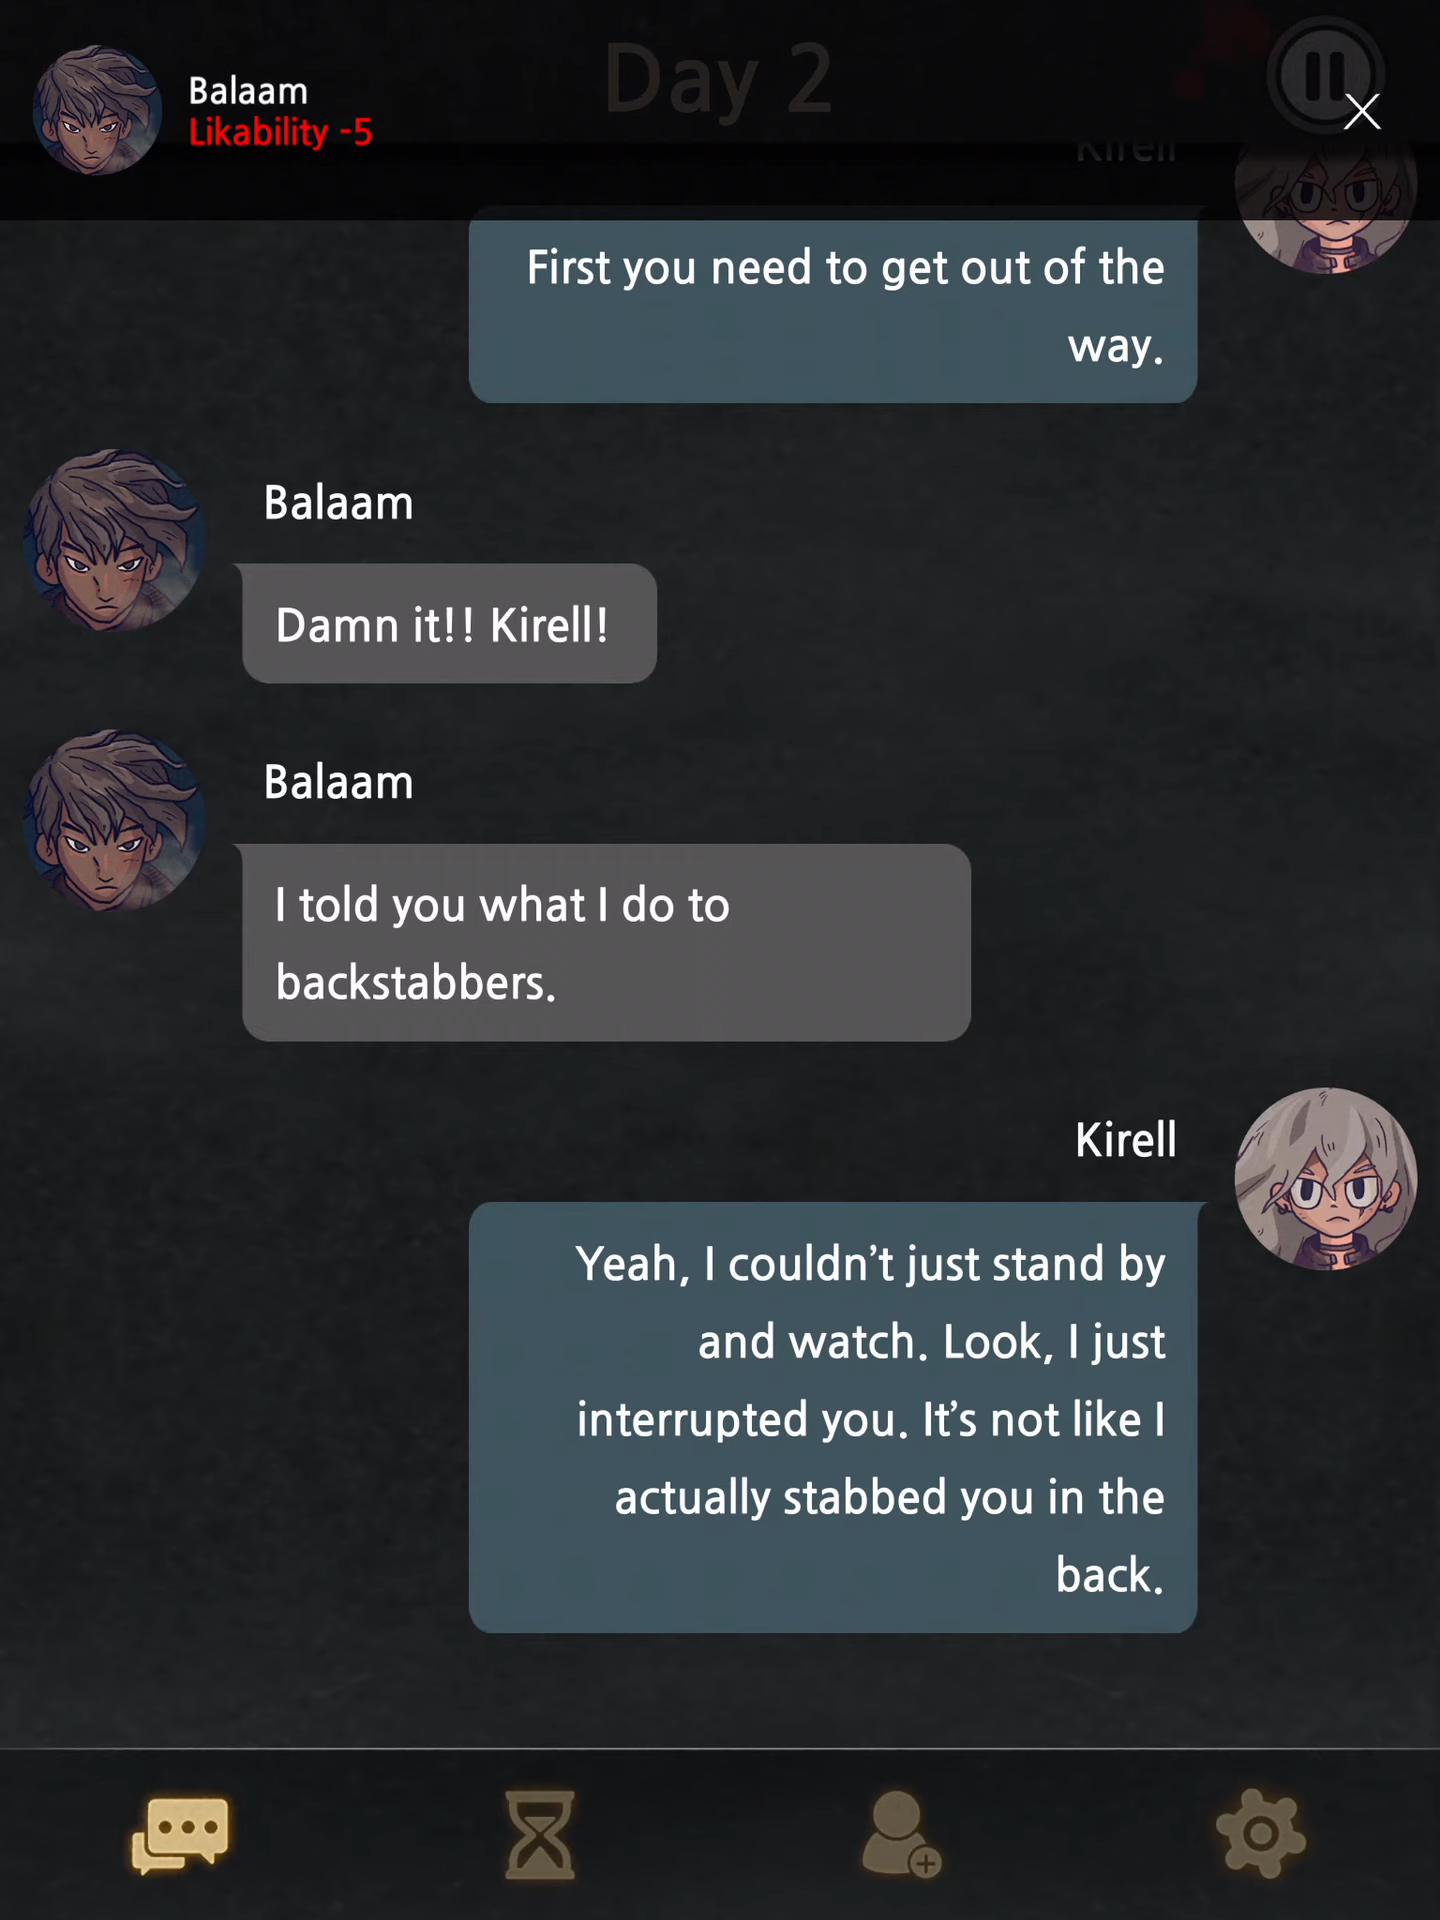 Day 2
Balaam
Likability -5
Kirell
First you need to get out of the
way.
Balaam
Damn it!! Kirell!
Balaam
I told you what I do to
backstabbers.
Kirell
Yeah, I couldn’t just stand by
and watch. Look, I just
interrupted you. It’s not like I
actually stabbed you in the
back.